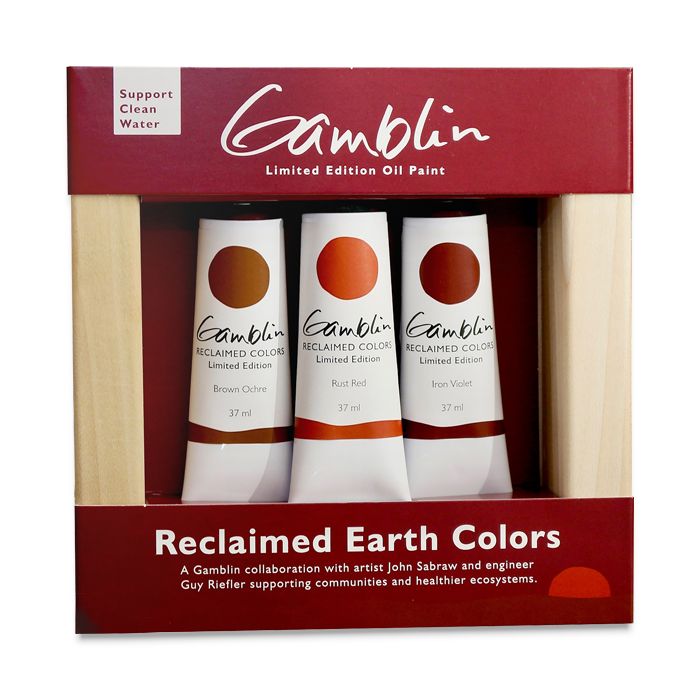 Support
Clean
Water
Gamblin
Limited Edition Oil Paint
Gamblin
RECLAIMED COLORS
Limited Edition
Brown Ochre
37 ml
Gamblin
RECLAIMED COLORS
Limited Edition
Rust Red
37 ml
Gamblin
RECLAIMED COLORS
Limited Edition
Iron Violet
37 ml
Reclaimed Earth Colors
A Gamblin collaboration with artist John Sabraw and engineer
Guy Riefler supporting communities and healthier ecosystems.